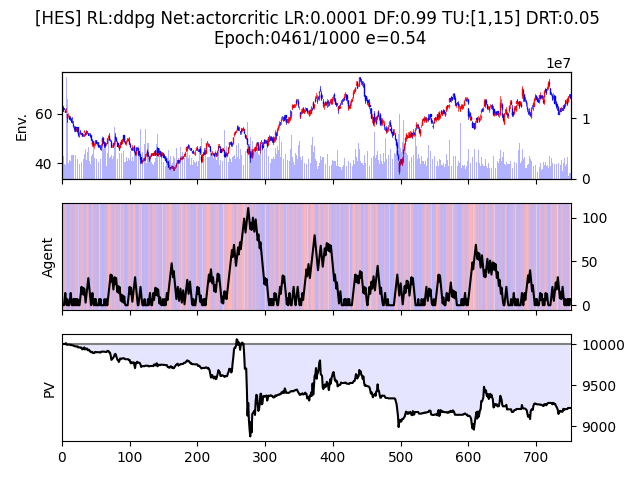 [HES] RL:ddpg Net:actorcritic LR:0.0001 DF:0.99 TU:[1,15] DRT:0.05
Epoch:0461/1000 e=0.54
1e7
Env.
60
40
1
0
Agent
100
50
0
PV
10000
9500
9000
0 100 200 300 400 500 600 700